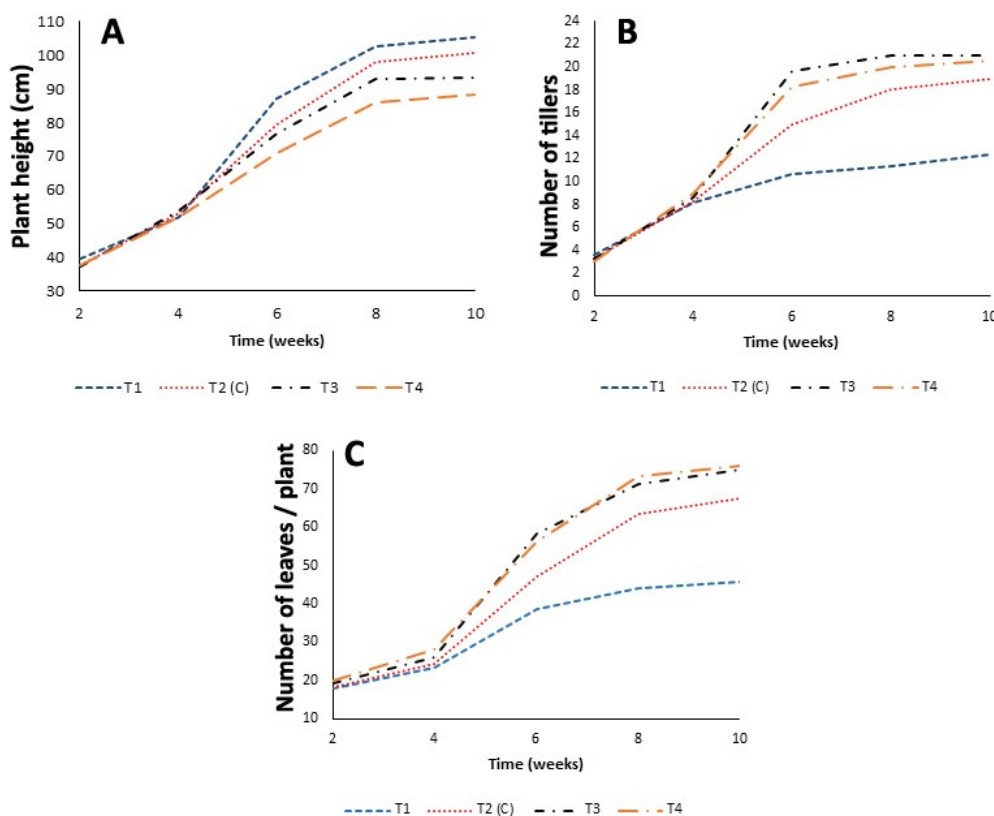 A
Plant height (cm)
110
100
90
80
70
60
50
40
30
2 4 6 8 10
Time (weeks)
T1 T2 (C) T3 T4
B
Number of tillers
24
22
20
18
16
14
12
10
8
6
4
2
0
2 4 6 8 10
Time (weeks)
T1 T2 (C) T3 T4
C
Number of leaves / plant
80
70
60
50
40
30
20
10
2 4 6 8 10
Time (weeks)
T1 T2 (C) T3 T4